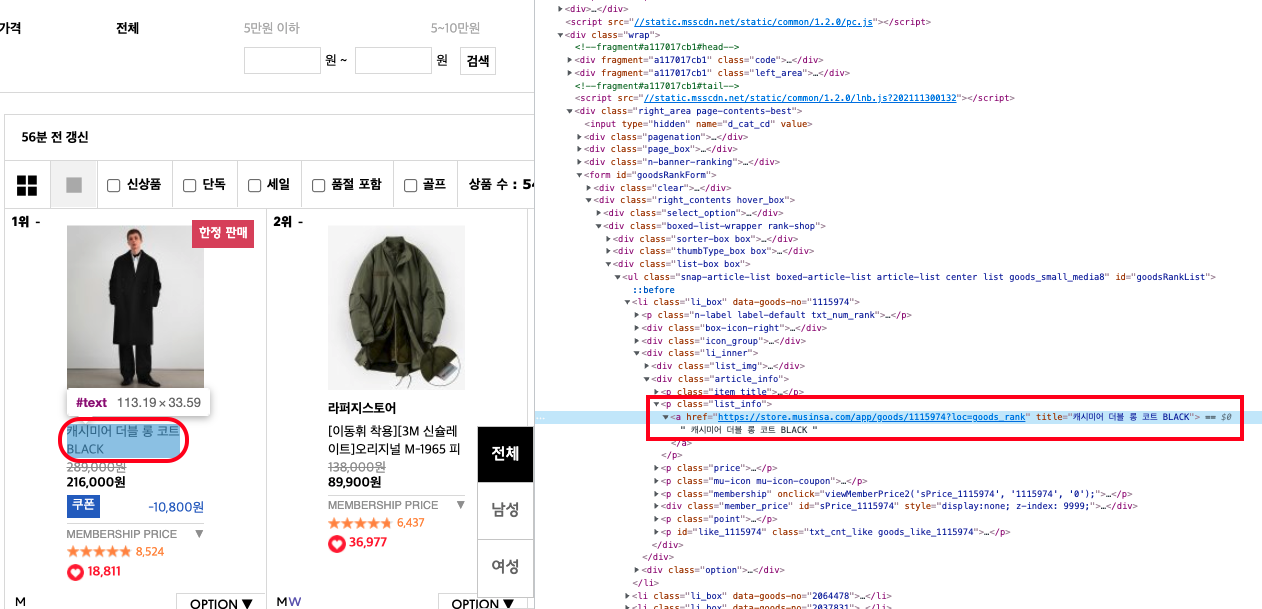 가격
전체
5만원 이하
5~10만원
원 ~
원
검색
56분 전 갱신
신상품
단독
세일
품절 포함
골프
상품 수 : 54
1위 -
한정 판매
#text 113.19 × 33.59
캐시미어 더블 롱 코트
BLACK
289,000원
216,000원
쿠폰
-10,800원
MEMBERSHIP PRICE ▼
★★★★★ 8,524
18,811
M
OPTION ▼
2위 -
라퍼지스토어
[이동휘 착용][3M 신슐레
이트]오리지널 M-1965 피
138,000원
89,900원
MEMBERSHIP PRICE ▼
★★★★★ 6,437
36,977
MW
OPTION ▼
전체
남성
여성
▶<div>…</div>
<script src="//static.msscdn.net/static/common/1.2.0/pc.js"></script>
▼<div class="wrap">
<!--fragment#a117017cb1#head-->
▶<div fragment="a117017cb1" class="code">…</div>
▶<div fragment="a117017cb1" class="left_area">…</div>
<!--fragment#a117017cb1#tail-->
<script src="//static.msscdn.net/static/common/1.2.0/lnb.js?202111300132"></script>
▼<div class="right_area page-contents-best">
<input type="hidden" name="d_cat_cd" value>
▶<div class="pagenation">…</div>
▶<div class="page_box">…</div>
▶<div class="n-banner-ranking">…</div>
▼<form id="goodsRankForm">
▶<div class="clear">…</div>
▼<div class="right_contents hover_box">
▶<div class="select_option">…</div>
▼<div class="boxed-list-wrapper rank-shop">
▶<div class="sorter-box box">…</div>
▶<div class="thumbType_box box">…</div>
▼<div class="list-box box">
▼<ul class="snap-article-list boxed-article-list article-list center list goods_small_media8" id="goodsRankList">
::before
▼<li class="li_box" data-goods-no="1115974">
▶<p class="n-label label-default txt_num_rank">…</p>
▶<div class="box-icon-right">…</div>
▶<div class="icon_group">…</div>
▼<div class="li_inner">
▶<div class="list_img">…</div>
▼<div class="article_info">
▶<p class="item_title">…</p>
▼<p class="list_info">
▼<a href="https://store.musinsa.com/app/goods/1115974?loc=goods_rank" title="캐시미어 더블 롱 코트 BLACK"> == $0
" 캐시미어 더블 롱 코트 BLACK "
</a>
</p>
▶<p class="price">…</p>
▶<p class="mu-icon mu-icon-coupon">…</p>
▶<p class="membership" onclick="viewMemberPrice2('sPrice_1115974', '1115974', '0');">…</p>
▶<div class="member_price" id="sPrice_1115974" style="display:none; z-index: 9999;">…</div>
▶<p class="point">…</p>
▶<p id="like_1115974" class="txt_cnt_like goods_like_1115974">…</p>
</div>
</div>
▶<div class="option">…</div>
</li>
▶<li class="li_box" data-goods-no="2064478">…</li>
▶<li class="li_box" data-goods-no="2037831">…</li>